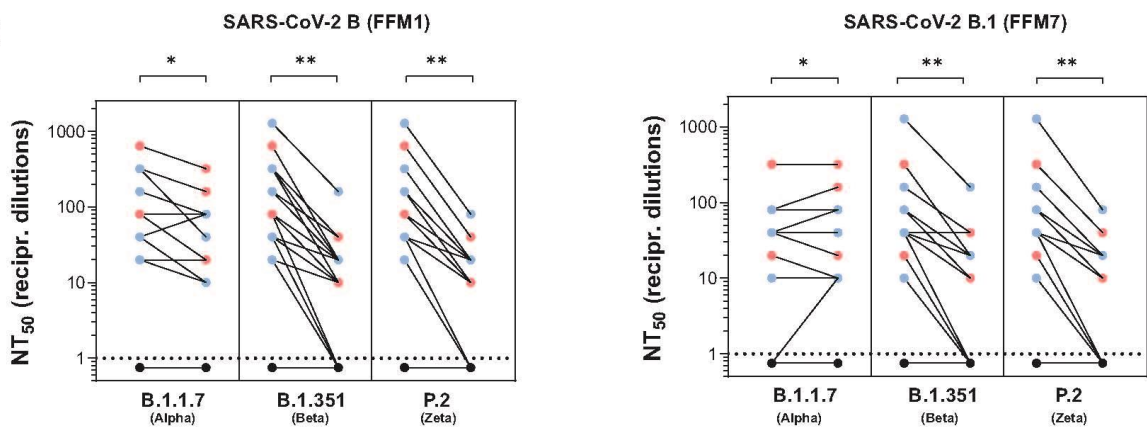 SARS-CoV-2 B (FFM1)
* ** **
NT50 (recipr. dilutions)
1000
100
10
1
B.1.1.7 B.1.351 P.2
(Alpha) (Beta) (Zeta)
SARS-CoV-2 B.1 (FFM7)
* ** **
NT50 (recipr. dilutions)
1000
100
10
1
B.1.1.7 B.1.351 P.2
(Alpha) (Beta) (Zeta)